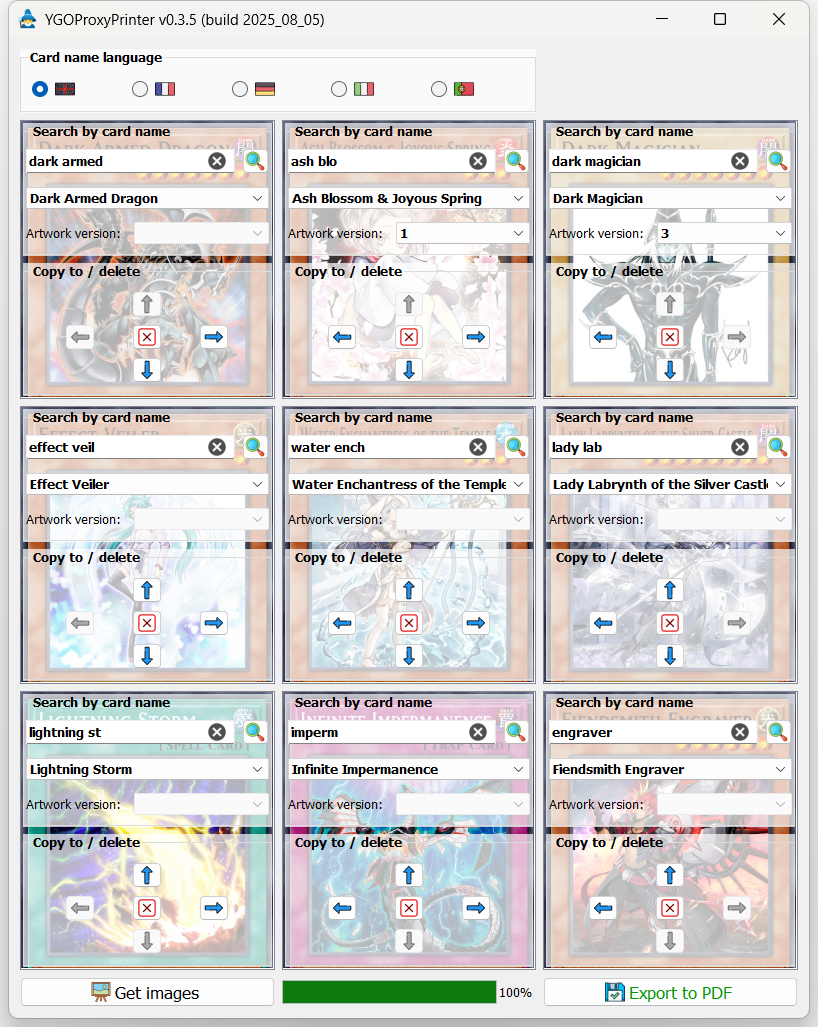 YGOProxyPrinter v0.3.5 (build 2025_08_05)
Card name language
Search by card name
dark armed
Dark Armed Dragon
Artwork version:
Copy to / delete
Search by card name
ash blo
Ash Blossom & Joyous Spring
Artwork version: 1
Copy to / delete
Search by card name
dark magician
Dark Magician
Artwork version: 3
Copy to / delete
Search by card name
effect veil
Effect Veiler
Artwork version:
Copy to / delete
Search by card name
water ench
Water Enchantress of the Temple
Artwork version:
Copy to / delete
Search by card name
lady lab
Lady Labrynth of the Silver Castle
Artwork version:
Copy to / delete
Search by card name
lightning st
[SPELL CARD]
Lightning Storm
Artwork version:
Copy to / delete
Search by card name
imperm
[TRAP CARD]
Infinite Impermanence
Artwork version:
Copy to / delete
Search by card name
engraver
Fiendsmith Engraver
Artwork version:
Copy to / delete
Get images
100%
Export to PDF